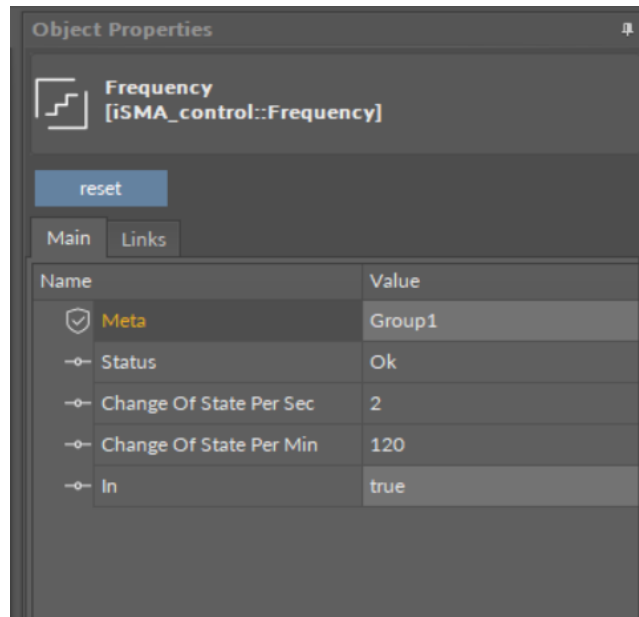 Object Properties
Frequency
[iSMA_control::Frequency]
reset
Main Links
Name Value
Meta Group1
Status Ok
Change Of State Per Sec 2
Change Of State Per Min 120
In true